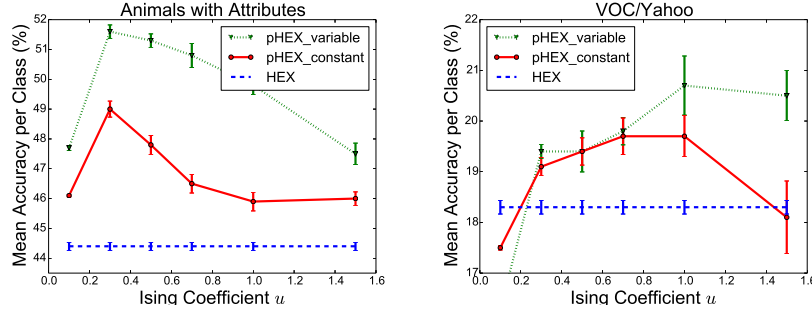 Animals with Attributes
Mean Accuracy per Class (%)
52
51
50
49
48
47
46
45
44
pHEX_variable
pHEX_constant
HEX
0.0 0.2 0.4 0.6 0.8 1.0 1.2 1.4 1.6
Ising Coefficient u
VOC/Yahoo
Mean Accuracy per Class (%)
22
21
20
19
18
17
pHEX_variable
pHEX_constant
HEX
0.0 0.2 0.4 0.6 0.8 1.0 1.2 1.4 1.6
Ising Coefficient u